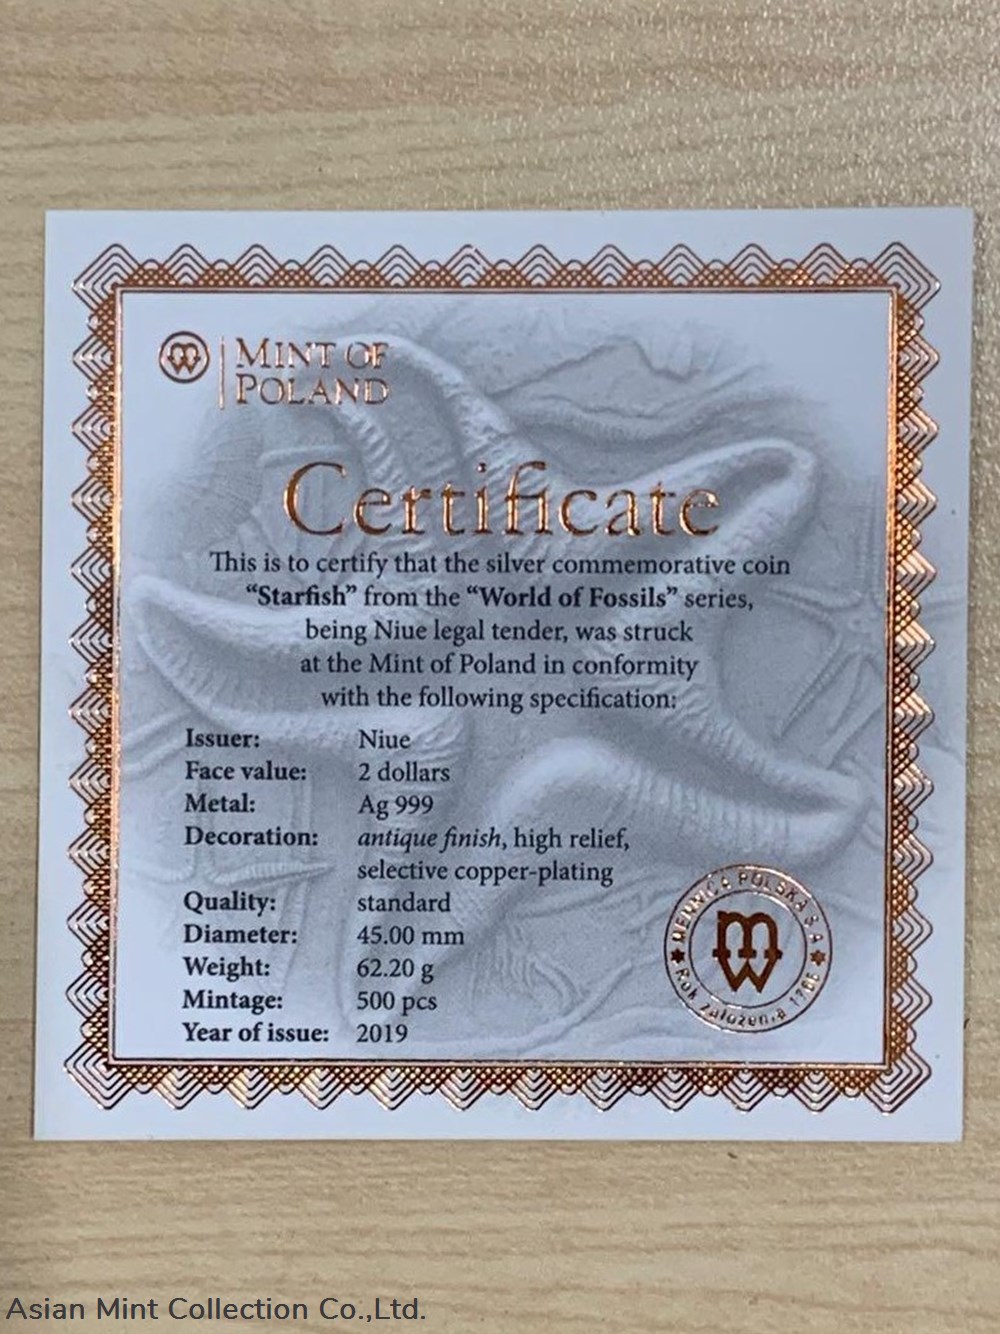 MINT OF
POLAND
Certificate
This is to certify that the silver commemorative coin
“Starfish” from the “World of Fossils” series,
being Niue legal tender, was struck
at the Mint of Poland in conformity
with the following specification:
Issuer: Niue
Face value: 2 dollars
Metal: Ag 999
Decoration: antique finish, high relief,
selective copper-plating
Quality: standard
Diameter: 45.00 mm
Weight: 62.20 g
Mintage: 500 pcs
Year of issue: 2019
MENNICA POLSKA S.A
Rok założenia 1766
MW
Asian Mint Collection Co.,Ltd.